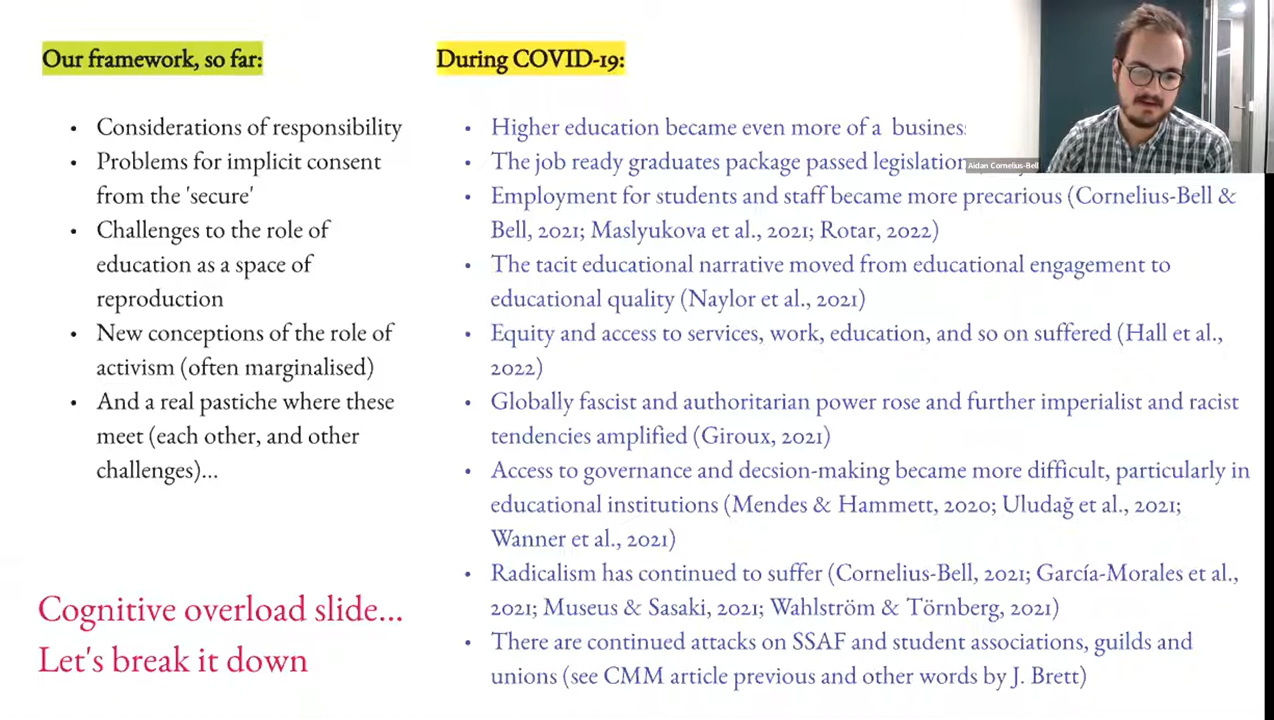 Our framework, so far:
Considerations of responsibility
Problems for implicit consent
from the 'secure'
Challenges to the role of
education as a space of
reproduction
New conceptions of the role of
activism (often marginalised)
And a real pastiche where these
meet (each other, and other
challenges)...
Cognitive overload slide...
Let's break it down
During COVID-19:
Higher education became even more of a
The job ready graduates package passed legislation
Employment for students and staff became more precarious (Cornelius-Bell &
Bell, 2021; Maslyukova et al., 2021; Rotar, 2022)
The tacit educational narrative moved from educational engagement to
educational quality (Naylor et al., 2021)
Equity and access to services, work, education, and so on suffered (Hall et al.,
2022)
Globally fascist and authoritarian power rose and further imperialist and racist
tendencies amplified (Giroux, 2021)
Access to governance and decsion-making became more difficult, particularly in
educational institutions (Mendes & Hammett, 2020; Uludağ et al., 2021;
Wanner et al., 2021)
Radicalism has continued to suffer (Cornelius-Bell, 2021; García-Morales et al.,
2021; Museus & Sasaki, 2021; Wahlström & Törnberg, 2021)
There are continued attacks on SSAF and student associations, guilds and
unions (see CMM article previous and other words by J. Brett)
Aidan Cornelius-Bell